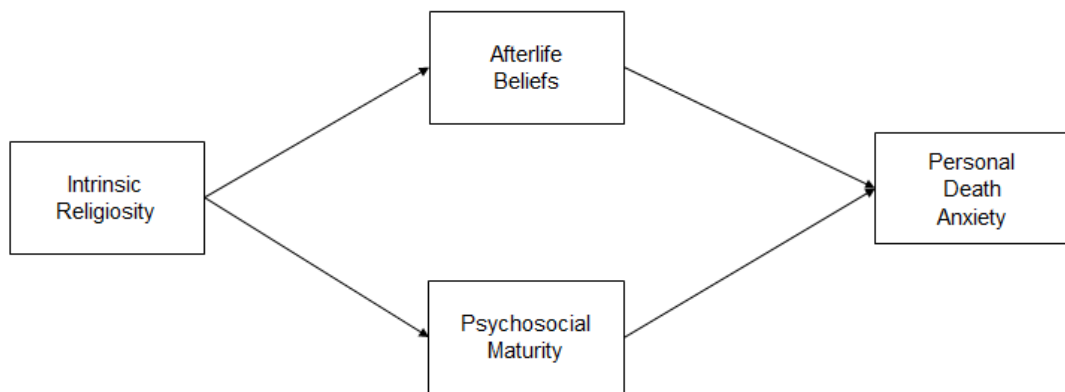 Afterlife
Beliefs
Intrinsic
Religiosity
Personal
Death
Anxiety
Psychosocial
Maturity